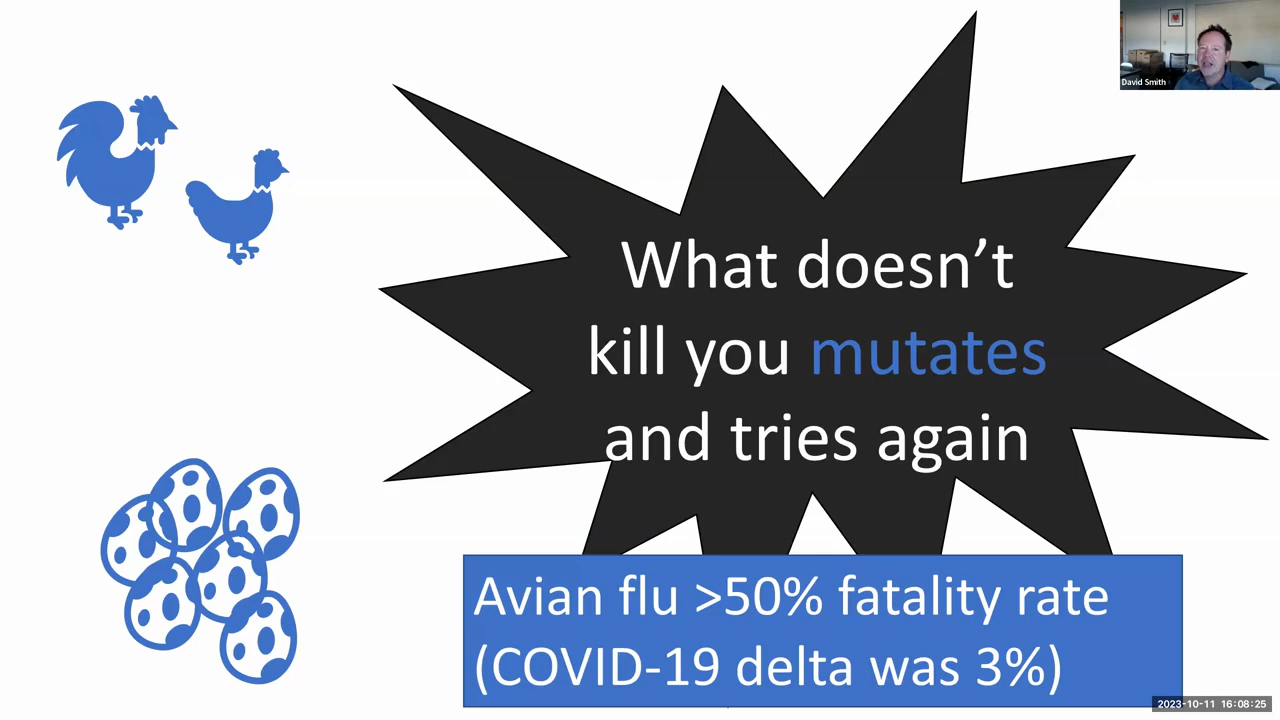 David Smith
What doesn’t
kill you mutates
and tries again
Avian flu >50% fatality rate
(COVID-19 delta was 3%)
2023-10-11 16:08:25